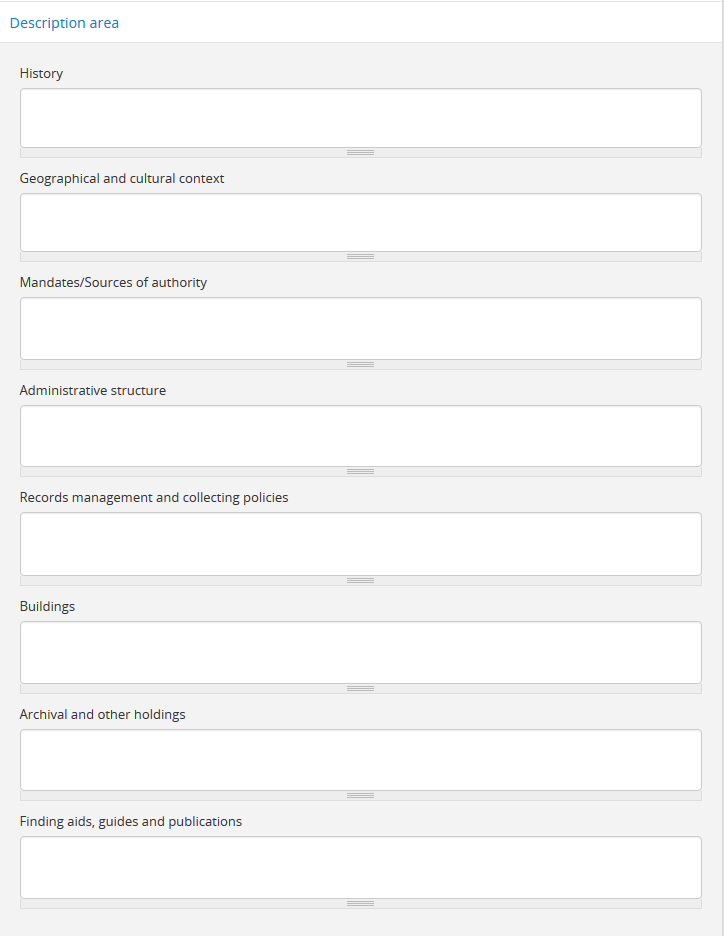 Description area
History
Geographical and cultural context
Mandates/Sources of authority
Administrative structure
Records management and collecting policies
Buildings
Archival and other holdings
Finding aids, guides and publications